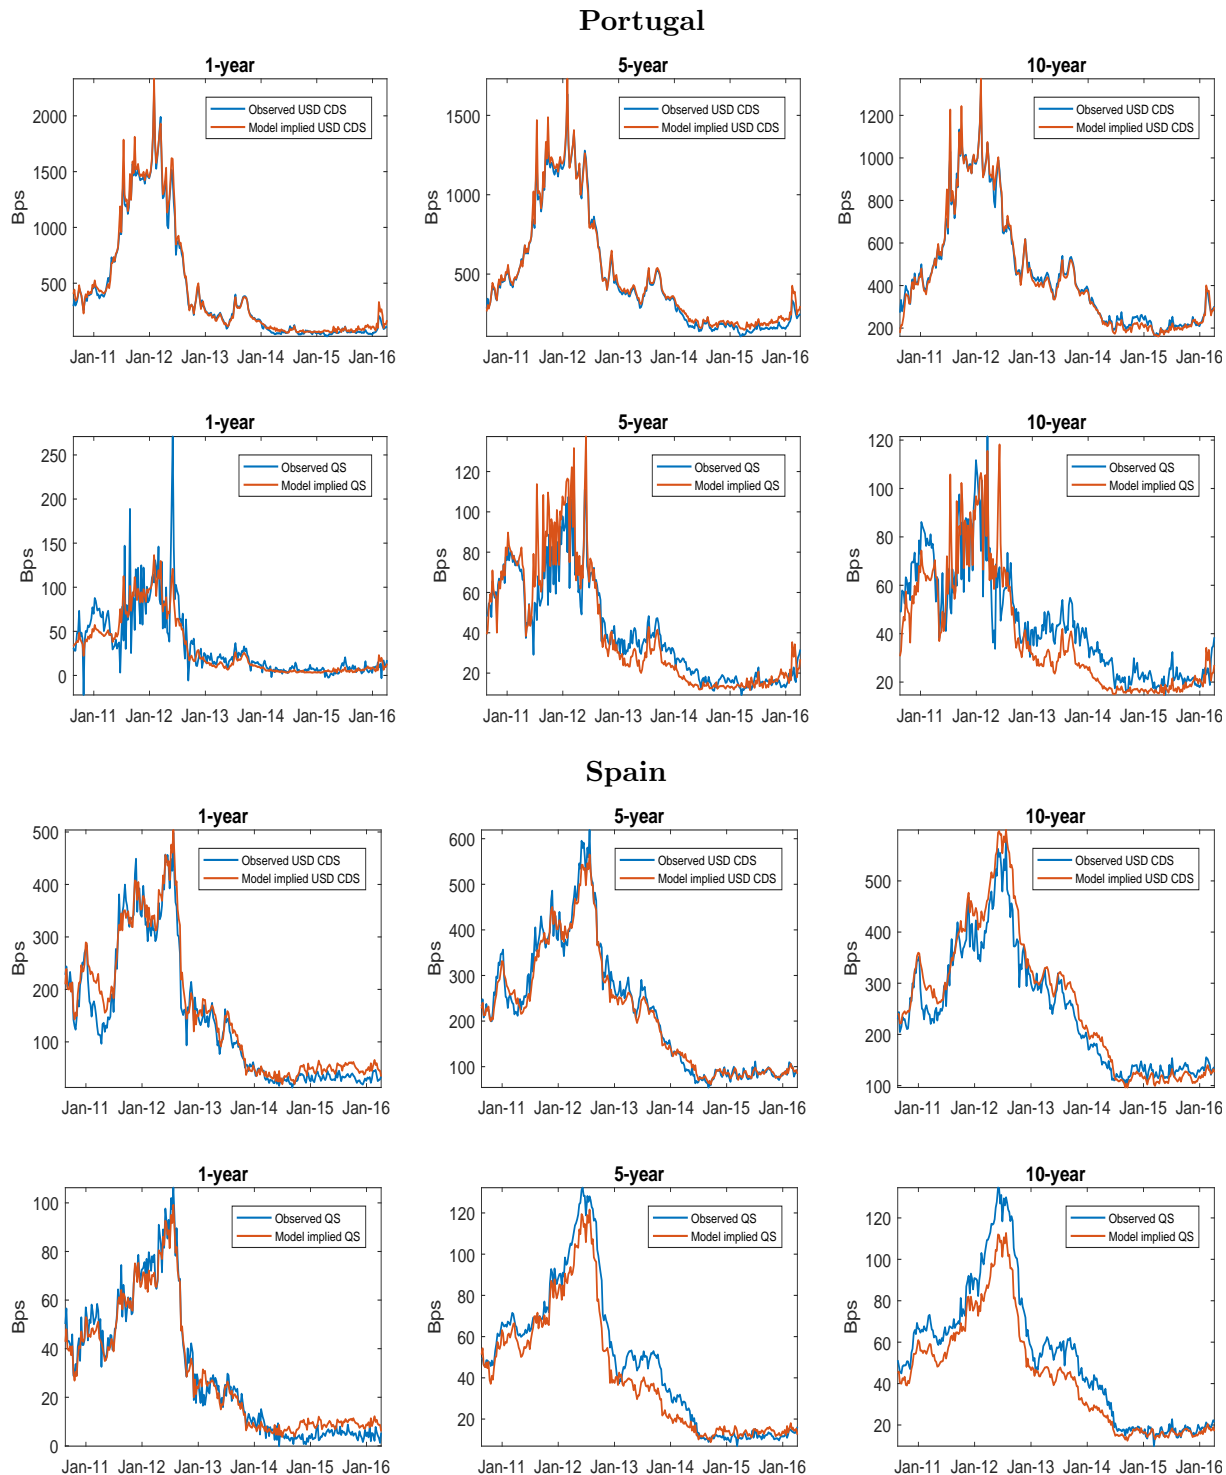 Portugal
1-year
5-year
10-year
Bps
2000
1500
1000
500
Observed USD CDS
Model implied USD CDS
Jan-11 Jan-12 Jan-13 Jan-14 Jan-15 Jan-16
Bps
1500
1000
500
Observed USD CDS
Model implied USD CDS
Jan-11 Jan-12 Jan-13 Jan-14 Jan-15 Jan-16
Bps
1200
1000
800
600
400
200
Observed USD CDS
Model implied USD CDS
Jan-11 Jan-12 Jan-13 Jan-14 Jan-15 Jan-16
1-year
5-year
10-year
Bps
250
200
150
100
50
0
Observed QS
Model implied QS
Jan-11 Jan-12 Jan-13 Jan-14 Jan-15 Jan-16
Bps
120
100
80
60
40
20
Observed QS
Model implied QS
Jan-11 Jan-12 Jan-13 Jan-14 Jan-15 Jan-16
Bps
120
100
80
60
40
20
Observed QS
Model implied QS
Jan-11 Jan-12 Jan-13 Jan-14 Jan-15 Jan-16
Spain
1-year
5-year
10-year
Bps
500
400
300
200
100
Observed USD CDS
Model implied USD CDS
Jan-11 Jan-12 Jan-13 Jan-14 Jan-15 Jan-16
Bps
600
500
400
300
200
100
Observed USD CDS
Model implied USD CDS
Jan-11 Jan-12 Jan-13 Jan-14 Jan-15 Jan-16
Bps
500
400
300
200
100
Observed USD CDS
Model implied USD CDS
Jan-11 Jan-12 Jan-13 Jan-14 Jan-15 Jan-16
1-year
5-year
10-year
Bps
100
80
60
40
20
0
Observed QS
Model implied QS
Jan-11 Jan-12 Jan-13 Jan-14 Jan-15 Jan-16
Bps
120
100
80
60
40
20
Observed QS
Model implied QS
Jan-11 Jan-12 Jan-13 Jan-14 Jan-15 Jan-16
Bps
120
100
80
60
40
20
Observed QS
Model implied QS
Jan-11 Jan-12 Jan-13 Jan-14 Jan-15 Jan-16